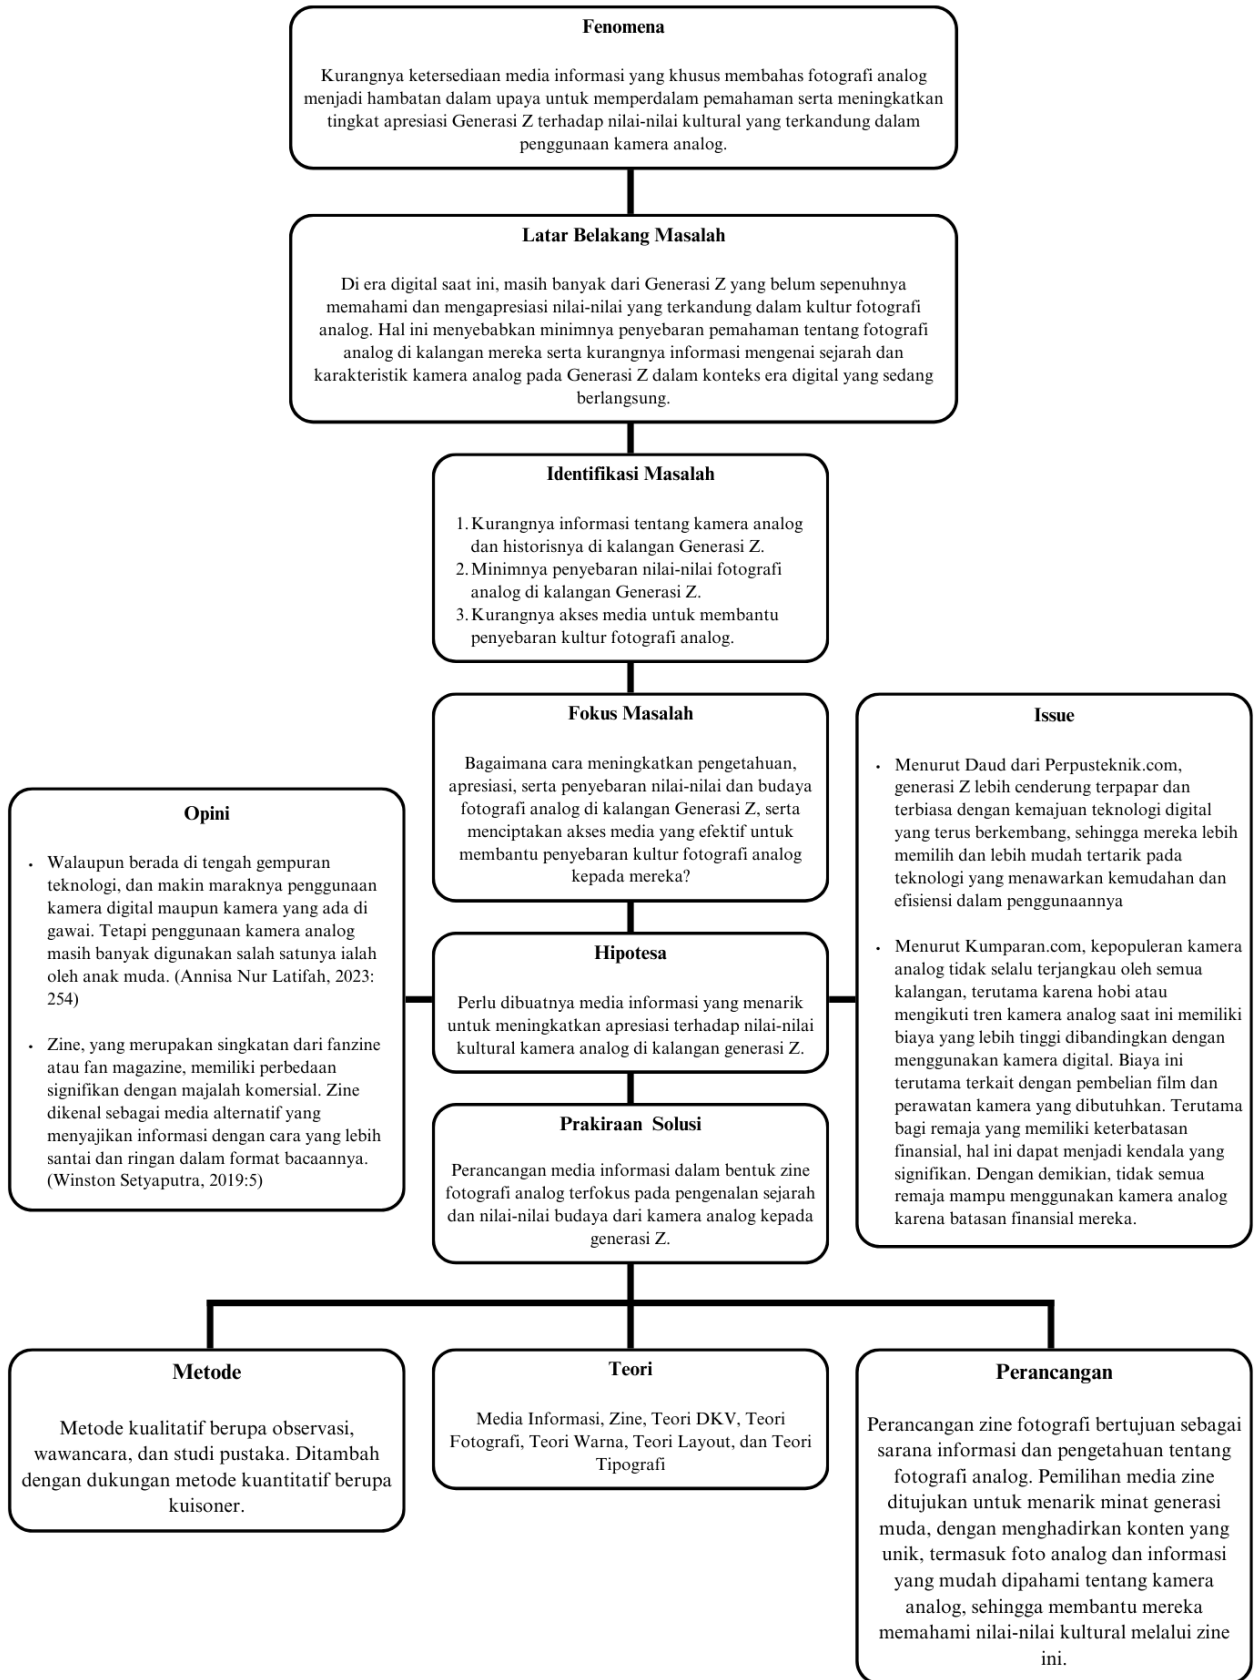 Fenomena
Kurangnya ketersediaan media informasi yang khusus membahas fotografi analog
menjadi hambatan dalam upaya untuk memperdalam pemahaman serta meningkatkan
tingkat apresiasi Generasi Z terhadap nilai-nilai kultural yang terkandung dalam
penggunaan kamera analog.
Latar Belakang Masalah
Di era digital saat ini, masih banyak dari Generasi Z yang belum sepenuhnya
memahami dan mengapresiasi nilai-nilai yang terkandung dalam kultur fotografi
analog. Hal ini menyebabkan minimnya penyebaran pemahaman tentang fotografi
analog di kalangan mereka serta kurangnya informasi mengenai sejarah dan
karakteristik kamera analog pada Generasi Z dalam konteks era digital yang sedang
berlangsung.
Identifikasi Masalah
1. Kurangnya informasi tentang kamera analog
dan historisnya di kalangan Generasi Z.
2. Minimnya penyebaran nilai-nilai fotografi
analog di kalangan Generasi Z.
3. Kurangnya akses media untuk membantu
penyebaran kultur fotografi analog.
Fokus Masalah
Bagaimana cara meningkatkan pengetahuan,
apresiasi, serta penyebaran nilai-nilai dan budaya
fotografi analog di kalangan Generasi Z, serta
menciptakan akses media yang efektif untuk
membantu penyebaran kultur fotografi analog
kepada mereka?
Issue
• Menurut Daud dari Perpusteknik.com,
generasi Z lebih cenderung terpapar dan
terbiasa dengan kemajuan teknologi digital
yang terus berkembang, sehingga mereka lebih
memilih dan lebih mudah tertarik pada
teknologi yang menawarkan kemudahan dan
efisiensi dalam penggunaannya
• Menurut Kumparan.com, kepopuleran kamera
analog tidak selalu terjangkau oleh semua
kalangan, terutama karena hobi atau
mengikuti tren kamera analog saat ini memiliki
biaya yang lebih tinggi dibandingkan dengan
menggunakan kamera digital. Biaya ini
terutama terkait dengan pembelian film dan
perawatan kamera yang dibutuhkan. Terutama
bagi remaja yang memiliki keterbatasan
finansial, hal ini dapat menjadi kendala yang
signifikan. Dengan demikian, tidak semua
remaja mampu menggunakan kamera analog
karena batasan finansial mereka.
Opini
• Walaupun berada di tengah gempuran
teknologi, dan makin maraknya penggunaan
kamera digital maupun kamera yang ada di
gawai. Tetapi penggunaan kamera analog
masih banyak digunakan salah satunya ialah
oleh anak muda. (Annisa Nur Latifah, 2023:
254)
• Zine, yang merupakan singkatan dari fanzine
atau fan magazine, memiliki perbedaan
signifikan dengan majalah komersial. Zine
dikenal sebagai media alternatif yang
menyajikan informasi dengan cara yang lebih
santai dan ringan dalam format bacaannya.
(Winston Setyaputra, 2019:5)
Hipotesa
Perlu dibuatnya media informasi yang menarik
untuk meningkatkan apresiasi terhadap nilai-nilai
kultural kamera analog di kalangan generasi Z.
Prakiraan Solusi
Perancangan media informasi dalam bentuk zine
fotografi analog terfokus pada pengenalan sejarah
dan nilai-nilai budaya dari kamera analog kepada
generasi Z.
Metode
Metode kualitatif berupa observasi,
wawancara, dan studi pustaka. Ditambah
dengan dukungan metode kuantitatif berupa
kuisoner.
Teori
Media Informasi, Zine, Teori DKV, Teori
Fotografi, Teori Warna, Teori Layout, dan Teori
Tipografi
Perancangan
Perancangan zine fotografi bertujuan sebagai
sarana informasi dan pengetahuan tentang
fotografi analog. Pemilihan media zine
ditujukan untuk menarik minat generasi
muda, dengan menghadirkan konten yang
unik, termasuk foto analog dan informasi
yang mudah dipahami tentang kamera
analog, sehingga membantu mereka
memahami nilai-nilai kultural melalui zine
ini.